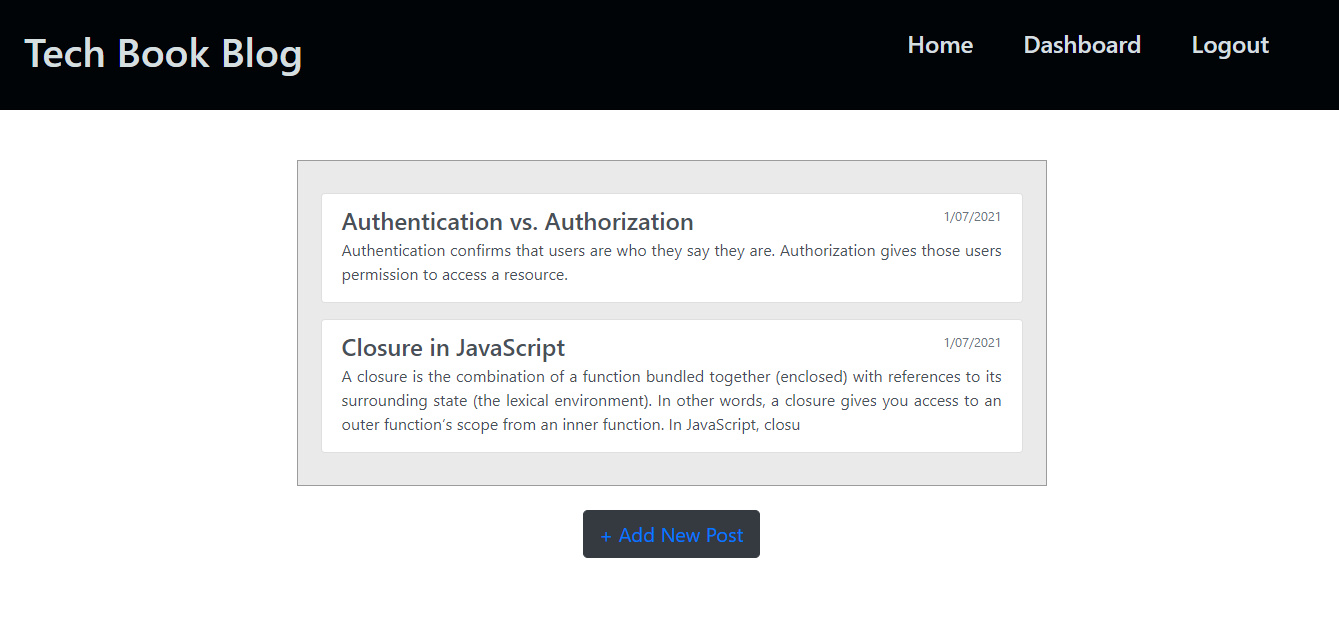 Tech Book Blog
Home Dashboard Logout
Authentication vs. Authorization 1/07/2021
Authentication confirms that users are who they say they are. Authorization gives those users
permission to access a resource.
Closure in JavaScript 1/07/2021
A closure is the combination of a function bundled together (enclosed) with references to its
surrounding state (the lexical environment). In other words, a closure gives you access to an
outer function’s scope from an inner function. In JavaScript, closu
+ Add New Post